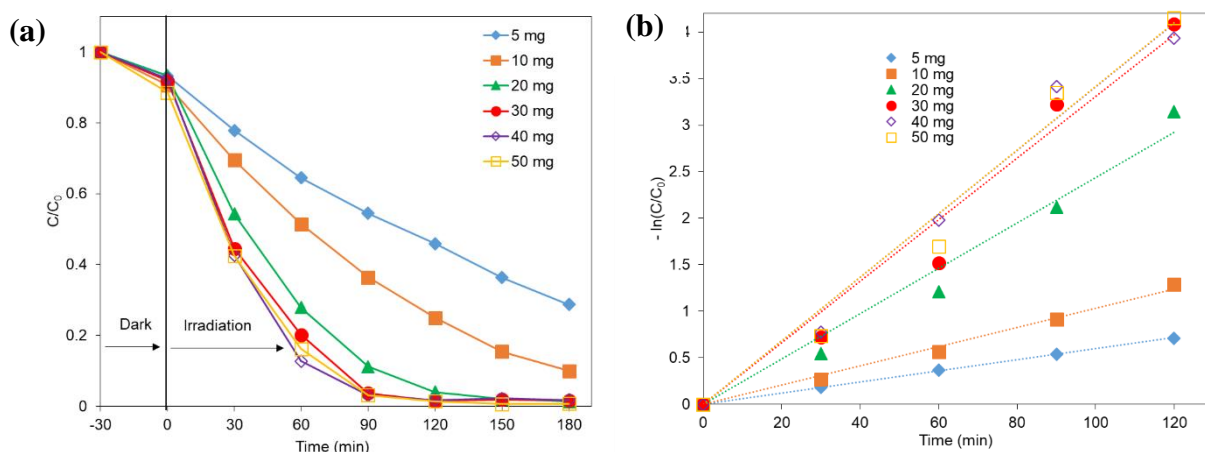 (a)
C/C0
1
0.8
0.6
0.4
0.2
0
-30 0 30 60 90 120 150 180
Time (min)
Dark
Irradiation
5 mg
10 mg
20 mg
30 mg
40 mg
50 mg
(b)
- ln(C/C0)
4
3.5
3
2.5
2
1.5
1
0.5
0
0 20 40 60 80 100 120
Time (min)
5 mg
10 mg
20 mg
30 mg
40 mg
50 mg